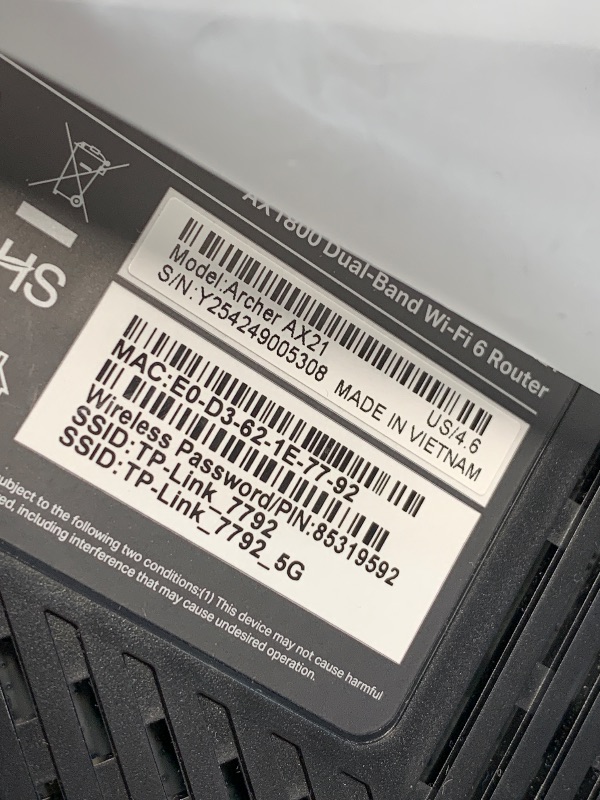 AX1800 Dual-Band Wi-Fi 6 Router
Model:Archer AX21
US/4.6
S/N:Y254249005308 MADE IN VIETNAM
MAC:E0-D3-62-1E-77-92
Wireless Password/PIN:85319592
SSID:TP-Link_7792
SSID:TP-Link_7792_5G
HS
subject to the following two conditions:(1) This device may not cause harmful
including interference that may cause undesired operation.